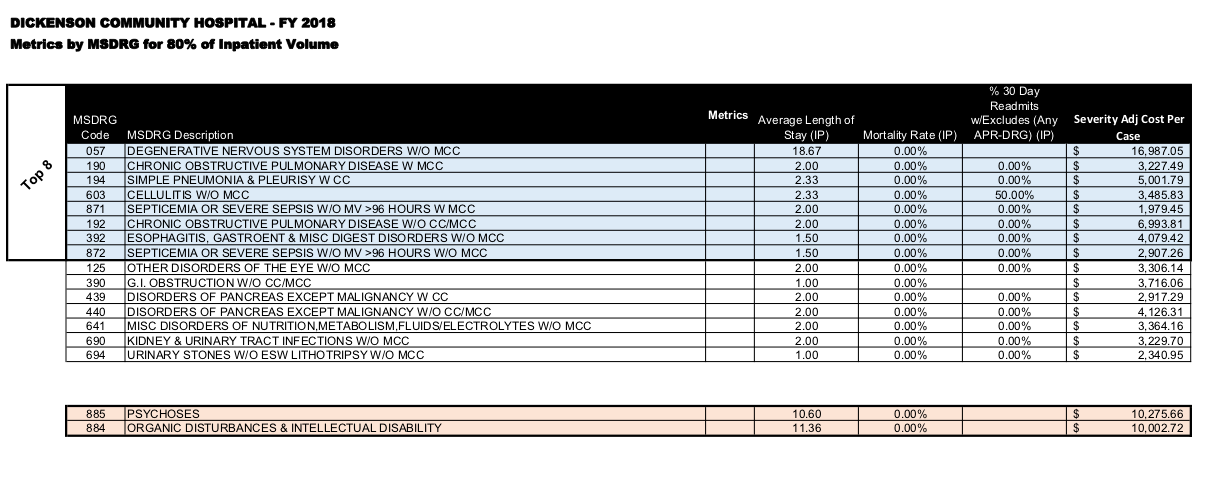 DICKENSON COMMUNITY HOSPITAL - FY 2018
Metrics by MSDRG for 80% of Inpatient Volume
Top 8
MSDRG Code MSDRG Description Metrics Average Length of Stay (IP) Mortality Rate (IP) % 30 Day Readmits w/Excludes (Any APR-DRG) (IP) Severity Adj Cost Per Case
057 DEGENERATIVE NERVOUS SYSTEM DISORDERS W/O MCC 18.67 0.00% $ 16,987.05
190 CHRONIC OBSTRUCTIVE PULMONARY DISEASE W MCC 2.00 0.00% 0.00% $ 3,227.49
194 SIMPLE PNEUMONIA & PLEURISY W CC 2.33 0.00% 0.00% $ 5,001.79
603 CELLULITIS W/O MCC 2.33 0.00% 50.00% $ 3,485.83
871 SEPTICEMIA OR SEVERE SEPSIS W/O MV >96 HOURS W MCC 2.00 0.00% 0.00% $ 1,979.45
192 CHRONIC OBSTRUCTIVE PULMONARY DISEASE W/O CC/MCC 2.00 0.00% 0.00% $ 6,993.81
392 ESOPHAGITIS, GASTROENT & MISC DIGEST DISORDERS W/O MCC 1.50 0.00% 0.00% $ 4,079.42
872 SEPTICEMIA OR SEVERE SEPSIS W/O MV >96 HOURS W/O MCC 1.50 0.00% 0.00% $ 2,907.26
125 OTHER DISORDERS OF THE EYE W/O MCC 2.00 0.00% 0.00% $ 3,306.14
390 G.I. OBSTRUCTION W/O CC/MCC 1.00 0.00% $ 3,716.06
439 DISORDERS OF PANCREAS EXCEPT MALIGNANCY W CC 2.00 0.00% 0.00% $ 2,917.29
440 DISORDERS OF PANCREAS EXCEPT MALIGNANCY W/O CC/MCC 2.00 0.00% 0.00% $ 4,126.31
641 MISC DISORDERS OF NUTRITION,METABOLISM,FLUIDS/ELECTROLYTES W/O MCC 2.00 0.00% 0.00% $ 3,364.16
690 KIDNEY & URINARY TRACT INFECTIONS W/O MCC 2.00 0.00% 0.00% $ 3,229.70
694 URINARY STONES W/O ESW LITHOTRIPSY W/O MCC 1.00 0.00% 0.00% $ 2,340.95
885 PSYCHOSES 10.60 0.00% $ 10,275.66
884 ORGANIC DISTURBANCES & INTELLECTUAL DISABILITY 11.36 0.00% $ 10,002.72